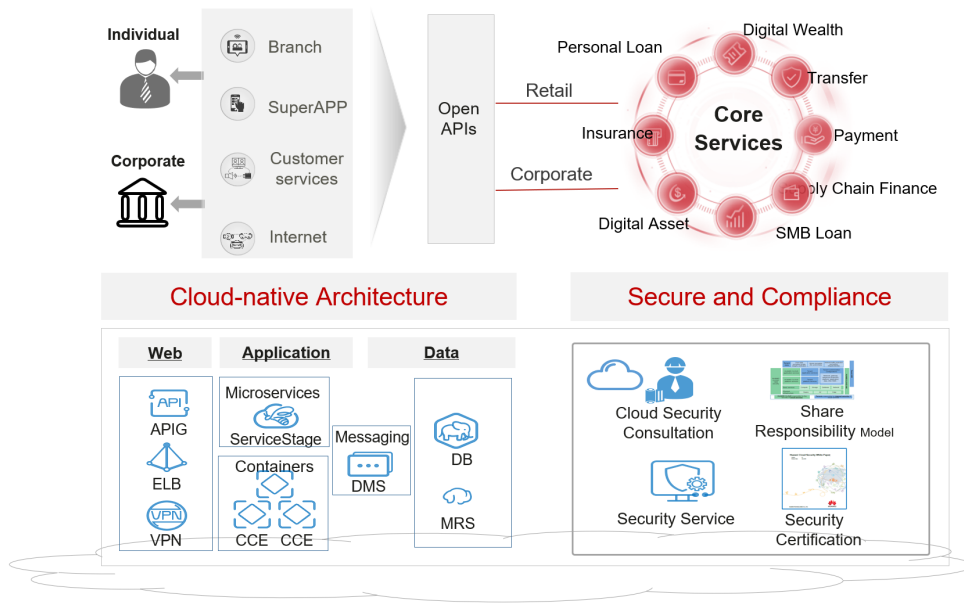 Individual
Corporate
Branch
SuperAPP
Customer
services
Internet
Open
APIs
Retail
Corporate
Digital Wealth
Personal Loan
Transfer
Insurance
Core
Services
Payment
Chain Finance
Digital Asset
SMB Loan
Cloud-native Architecture
Secure and Compliance
Web
Application
Data
API
APIG
ELB
VPN
VPN
Microservices
ServiceStage
Containers
CCE
CCE
Messaging
DMS
DB
MRS
Cloud Security
Consultation
Share
Responsibility Model
Security Service
Security
Certification